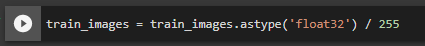 train_images = train_images.astype('float32') / 255